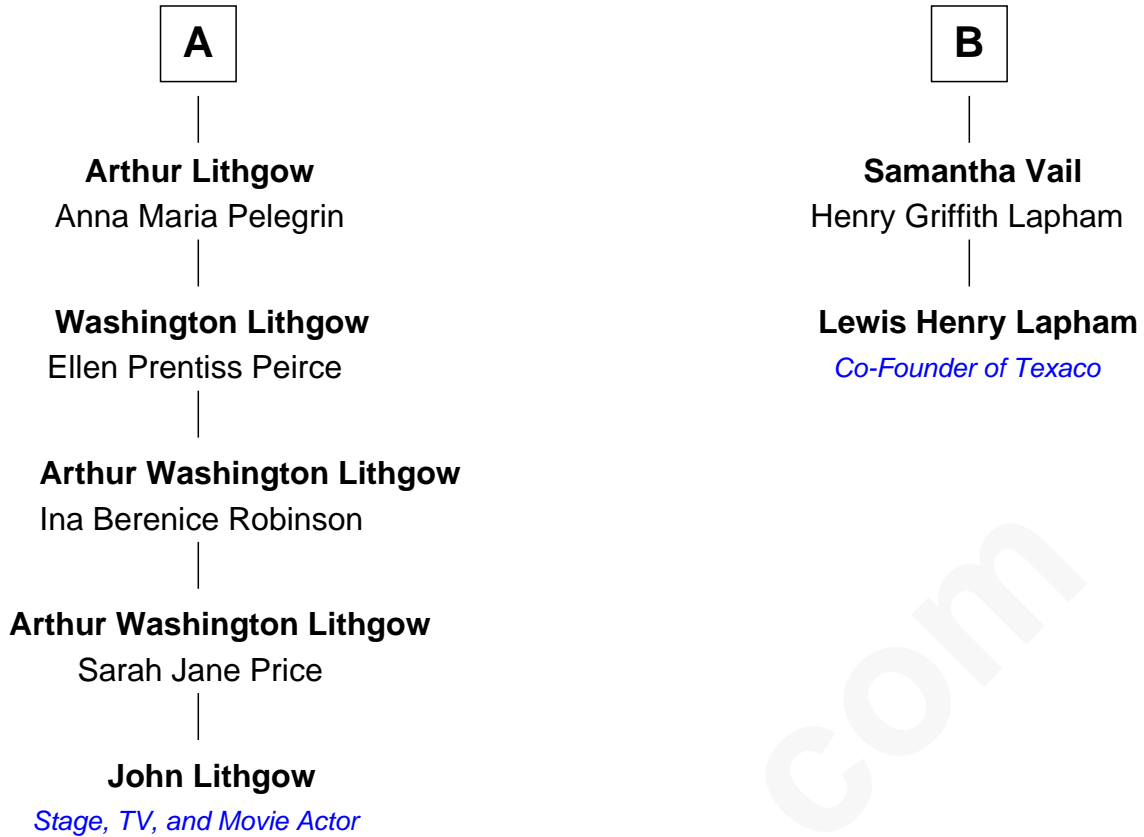 A
Arthur Lithgow
Anna Maria Pelegrin
Washington Lithgow
Ellen Prentiss Peirce
Arthur Washington Lithgow
Ina Berenice Robinson
Arthur Washington Lithgow
Sarah Jane Price
John Lithgow
Stage, TV, and Movie Actor
B
Samantha Vail
Henry Griffith Lapham
Lewis Henry Lapham
Co-Founder of Texaco
com